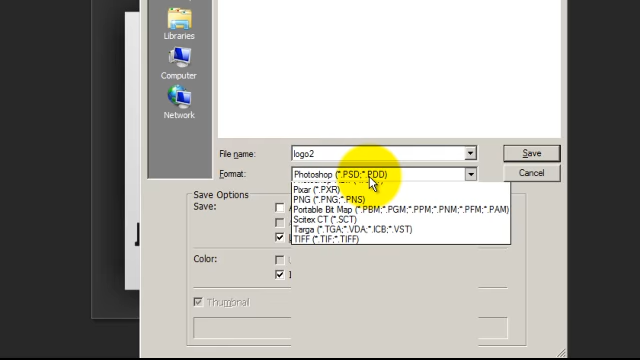 Libraries
Computer
Network
File name: logo2 Save
Format: Photoshop (*.PSD;*.PDD) Cancel
Pixar (*.PXR)
Save Options
PNG (*.PNG;*.PNS)
Save:
Portable Bit Map (*.PBM;*.PGM;*.PPM;*.PNM;*.PFM;*.PAM)
Scitex CT (*.SCT)
Targa (*.TGA;*.VDA;*.ICB;*.VST)
TIFF (*.TIF;*.TIFF)
Color:
Thumbnail